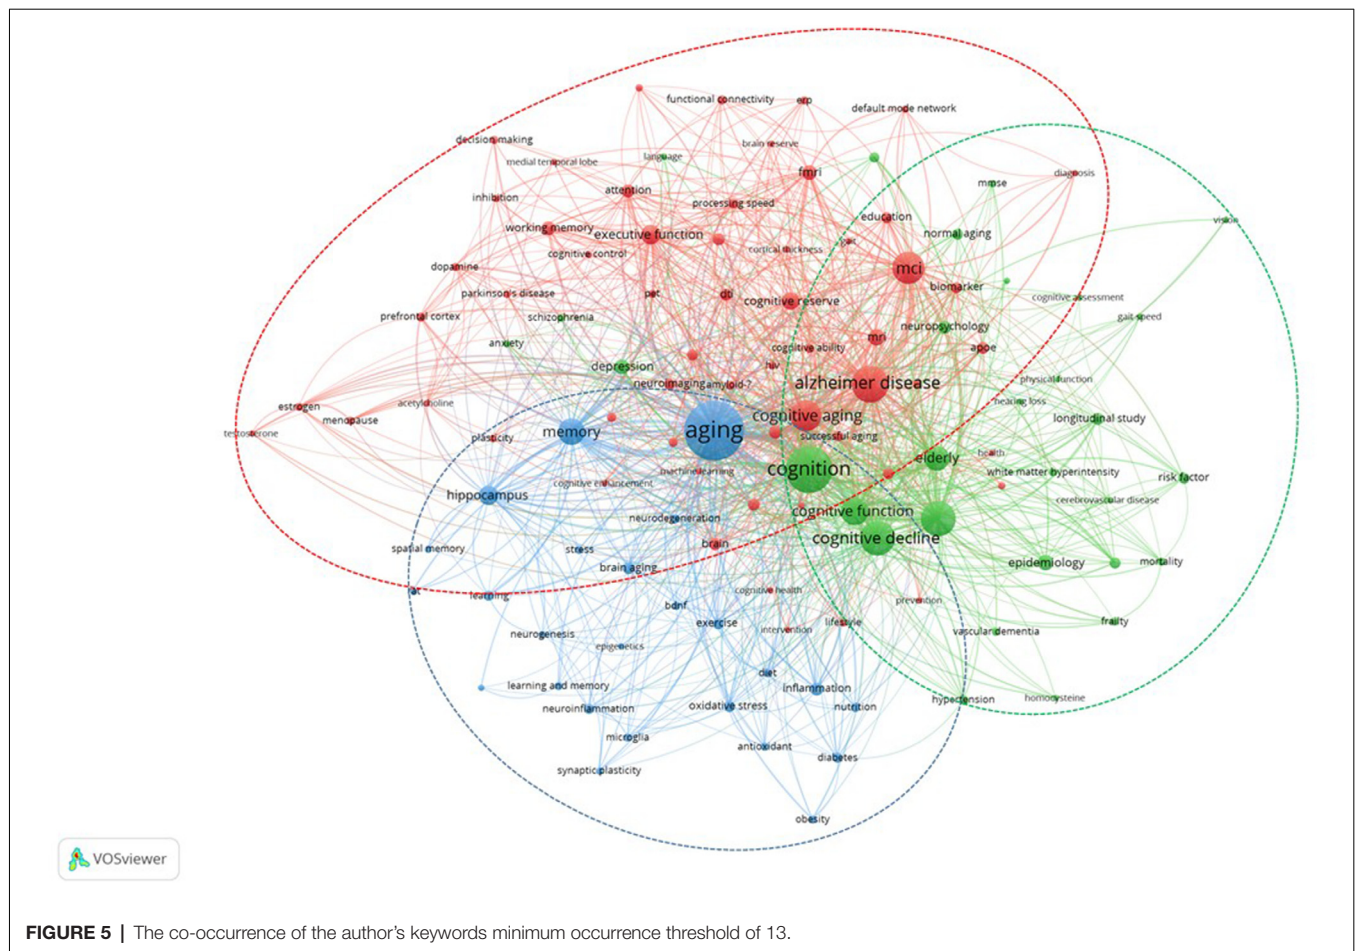 functional connectivity
erp
default mode network
decision making
brain reserve
medial temporal lobe
language
fmri
diagnosis
mmse
attention
inhibition
processing speed
education
vision
working memory
executive function
normal aging
gait
cognitive control
cortical thickness
dopamine
mci
parkinson's disease
pet
dti
cognitive reserve
biomarker
cognitive assessment
prefrontal cortex
schizophrenia
gait speed
neuropsychology
anxiety
cognitive ability
mri
apoe
depression
hiv
neuroimaging
amyloid-?
alzheimer disease
physical function
estrogen
acetylcholine
hearing loss
menopause
cognitive aging
longitudinal study
testosterone
plasticity
memory
aging
successful aging
health
elderly
machine learning
cognition
white matter hyperintensity
risk factor
cognitive enhancement
hippocampus
cerebrovascular disease
neurodegeneration
cognitive function
cognitive decline
spatial memory
stress
brain
brain aging
epidemiology
mortality
rat
learning
cognitive health
bdnf
prevention
exercise
intervention
lifestyle
frailty
neurogenesis
vascular dementia
epigenetics
diet
learning and memory
inflammation
hypertension
homocysteine
neuroinflammation
oxidative stress
nutrition
microglia
antioxidant
diabetes
synaptic plasticity
obesity
VOSviewer
FIGURE 5 | The co-occurrence of the author's keywords minimum occurrence threshold of 13.